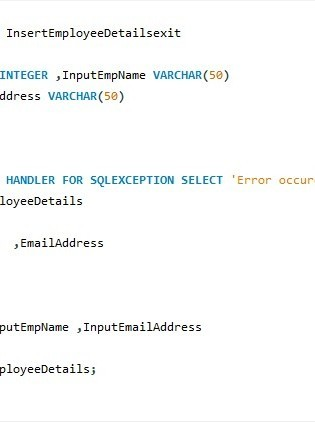 InsertEmployeeDetailsexit
INTEGER ,InputEmpName VARCHAR(50)
ddress VARCHAR(50)
HANDLER FOR SQLEXCEPTION SELECT 'Error occur
loyeeDetails
,EmailAddress
putEmpName ,InputEmailAddress
ployeeDetails;